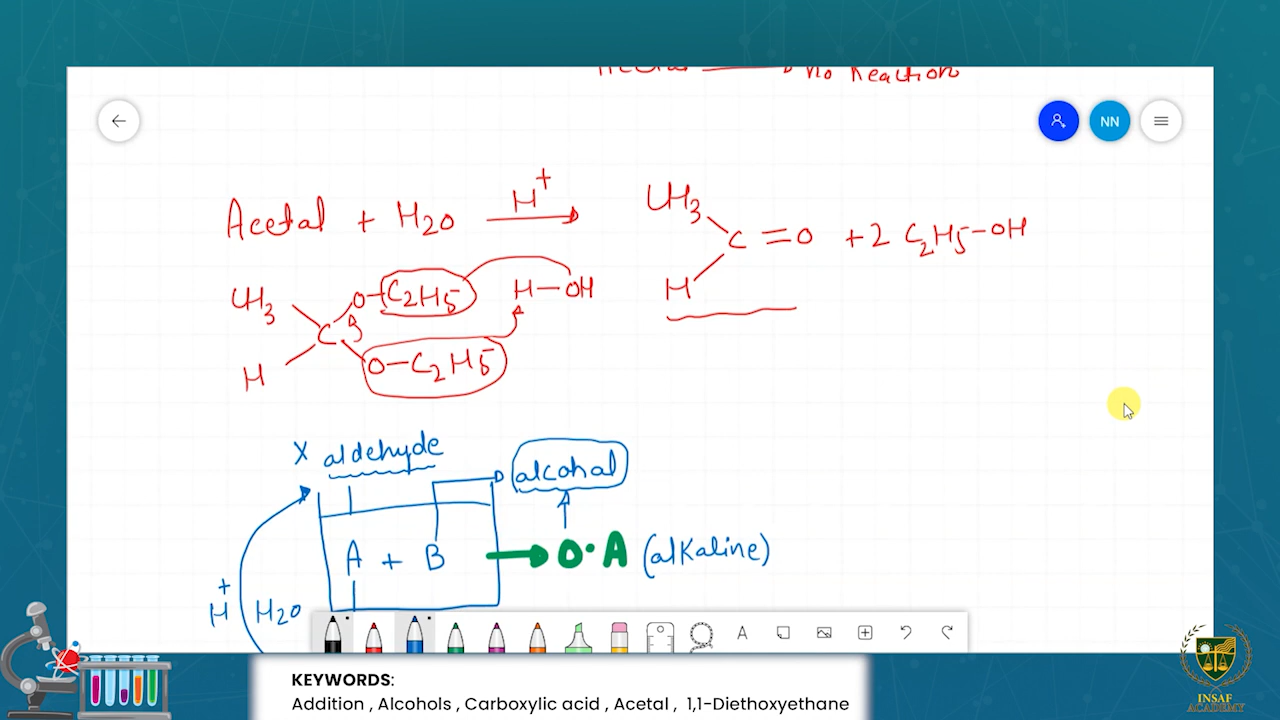 No Reaction
NN
Acetal + H2O H+
CH3
C=O + 2 C2H5-OH
H
CH3 O-C2H5 H-OH
C
H O-C2H5
X aldehyde
alcohal
A + B O·A (alkaline)
H+ H2O
A
KEYWORDS:
Addition , Alcohols , Carboxylic acid , Acetal , 1,1-Diethoxyethane
INSAF
ACADEMY